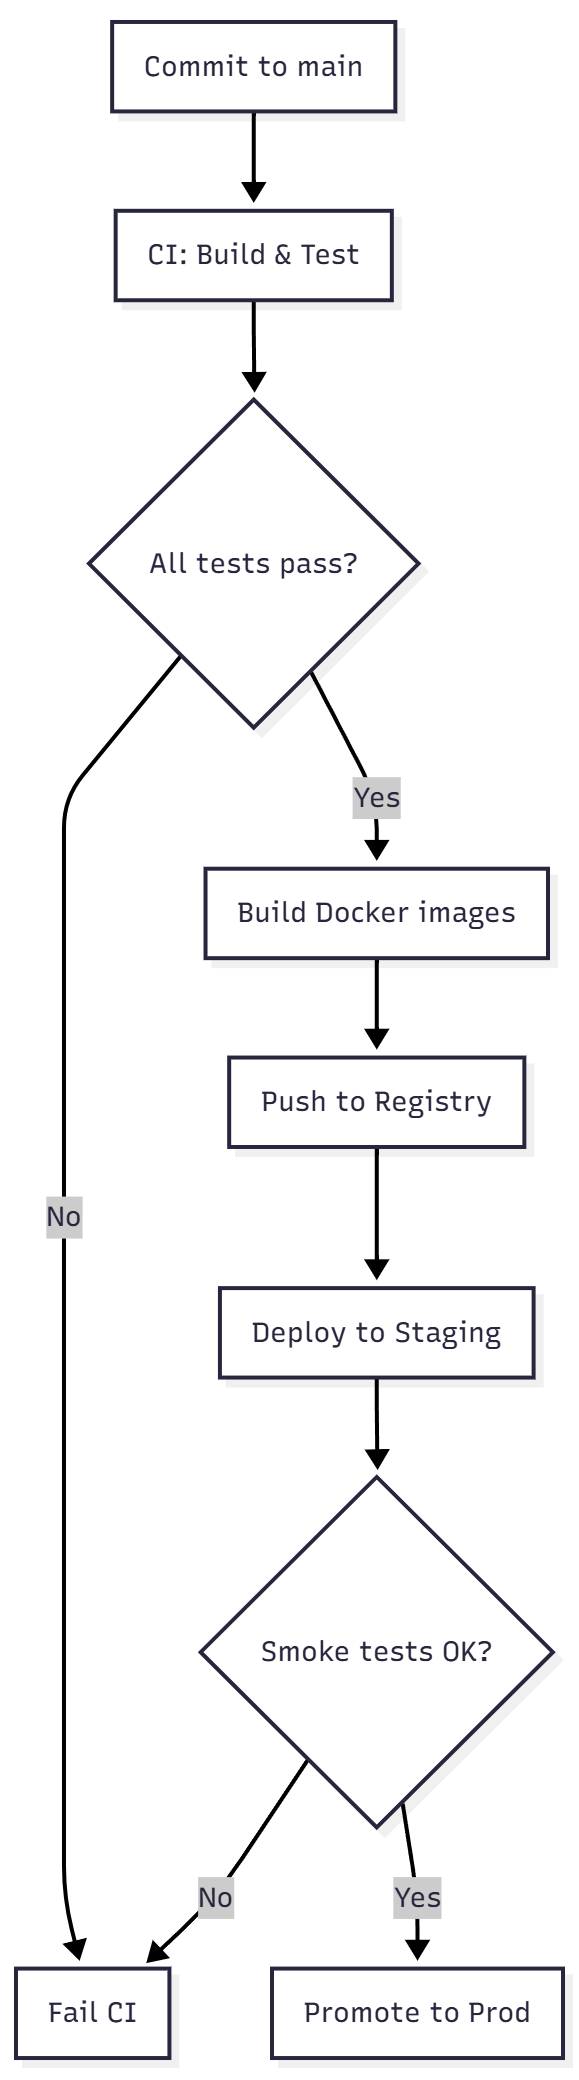 Commit to main
CI: Build & Test
All tests pass?
Yes
Build Docker images
Push to Registry
No
Deploy to Staging
Smoke tests OK?
No
Yes
Fail CI
Promote to Prod